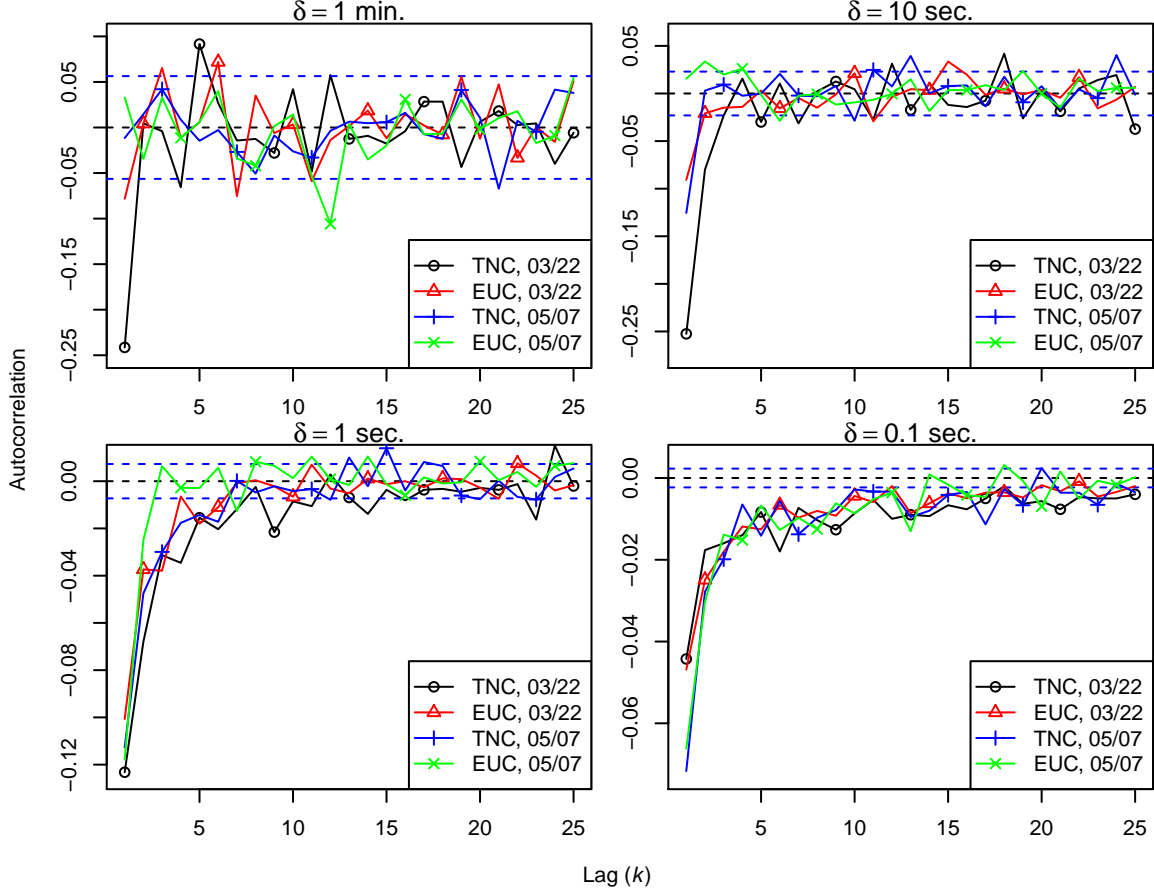 δ = 1 min.
0.05
-0.05
-0.15
-0.25
5 10 15 20 25
TNC, 03/22
EUC, 03/22
TNC, 05/07
EUC, 05/07
δ = 10 sec.
0.05
-0.05
-0.15
-0.25
5 10 15 20 25
TNC, 03/22
EUC, 03/22
TNC, 05/07
EUC, 05/07
Autocorrelation
δ = 1 sec.
0.00
-0.04
-0.08
-0.12
5 10 15 20 25
TNC, 03/22
EUC, 03/22
TNC, 05/07
EUC, 05/07
δ = 0.1 sec.
0.00
-0.02
-0.04
-0.06
5 10 15 20 25
TNC, 03/22
EUC, 03/22
TNC, 05/07
EUC, 05/07
Lag (k)